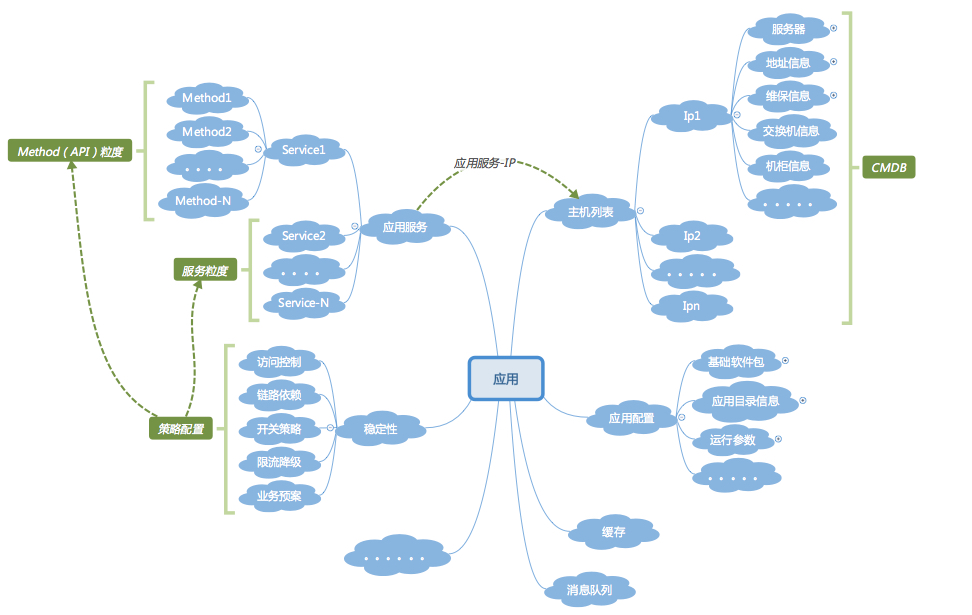 Method（API）粒度
Method1
Method2
. . . .
Method-N
Service1
服务粒度
Service2
. . . .
Service-N
应用服务
应用服务-IP
策略配置
访问控制
链路依赖
开关策略
限流降级
业务预案
稳定性
. . . . . .
应用
主机列表
Ip1
服务器
地址信息
维保信息
交换机信息
机柜信息
. . . . .
CMDB
Ip2
. . . . .
Ipn
应用配置
基础软件包
应用目录信息
运行参数
. . . . .
缓存
消息队列